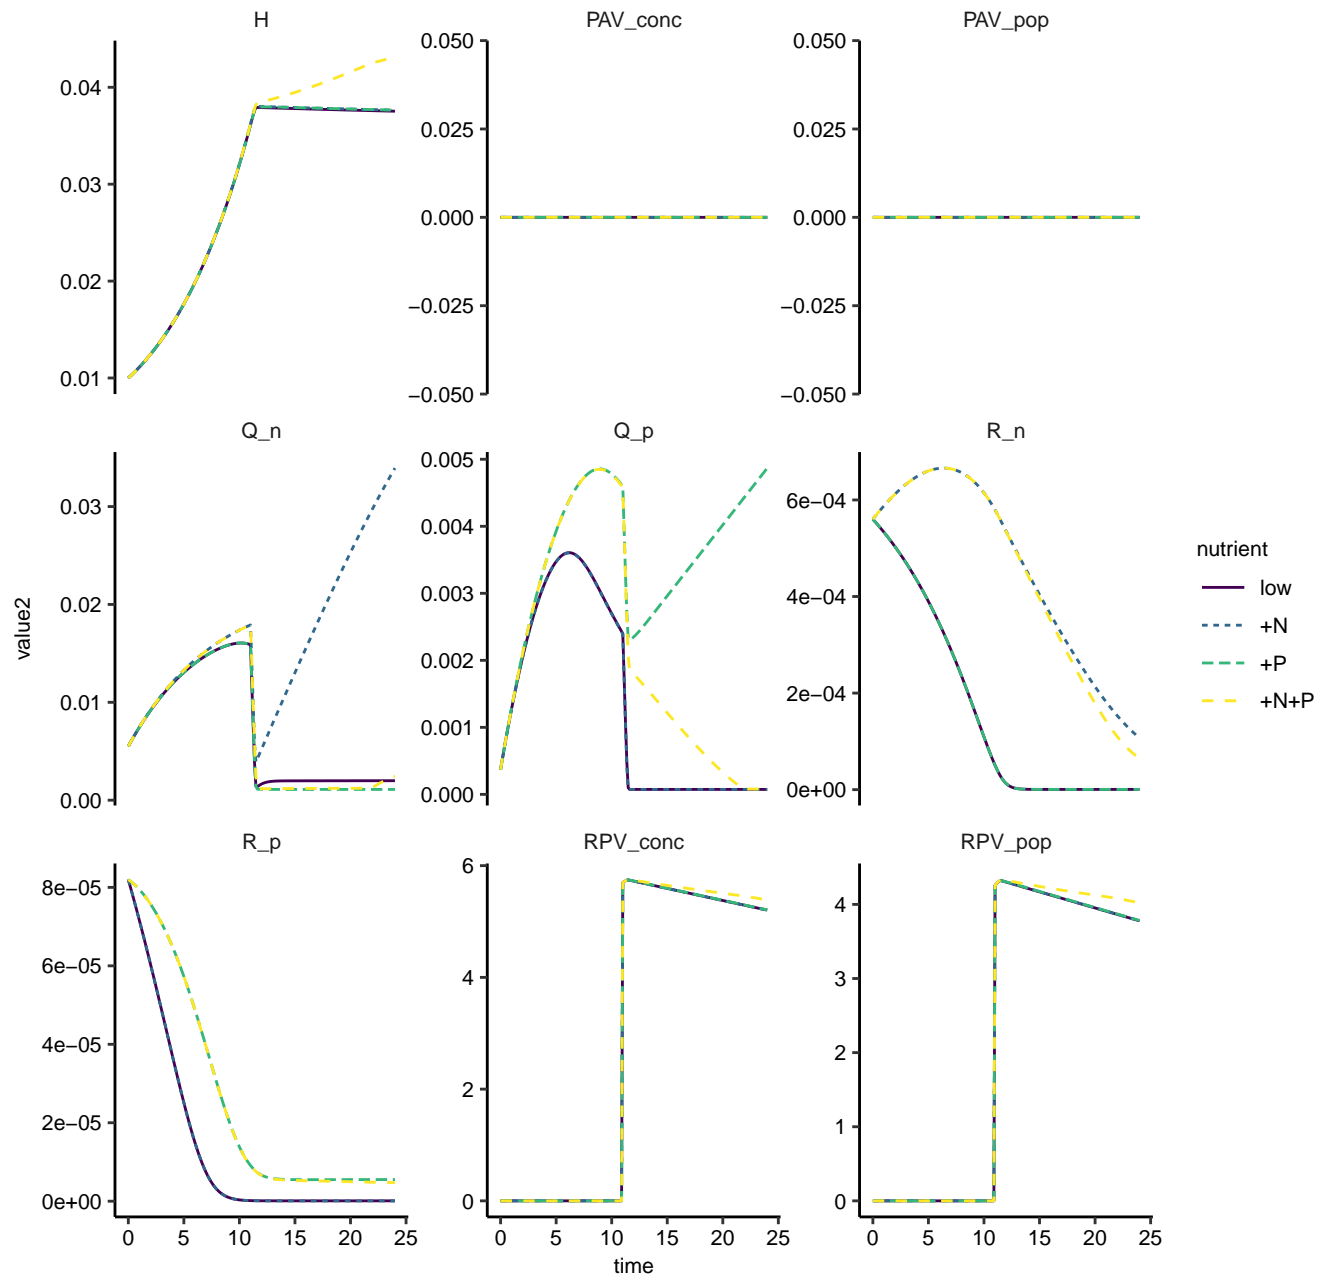 H
PAV_conc
PAV_pop
0.04
0.03
0.02
0.01
0.050
0.025
0.000
−0.025
−0.050
0.050
0.025
0.000
−0.025
−0.050
Q_n
Q_p
R_n
0.03
0.02
0.01
0.00
0.005
0.004
0.003
0.002
0.001
0.000
6e−04
4e−04
2e−04
0e+00
R_p
RPV_conc
RPV_pop
8e−05
6e−05
4e−05
2e−05
0e+00
6
4
2
0
4
3
2
1
0
0 5 10 15 20 25
0 5 10 15 20 25
0 5 10 15 20 25
time
value2
nutrient
low
+N
+P
+N+P